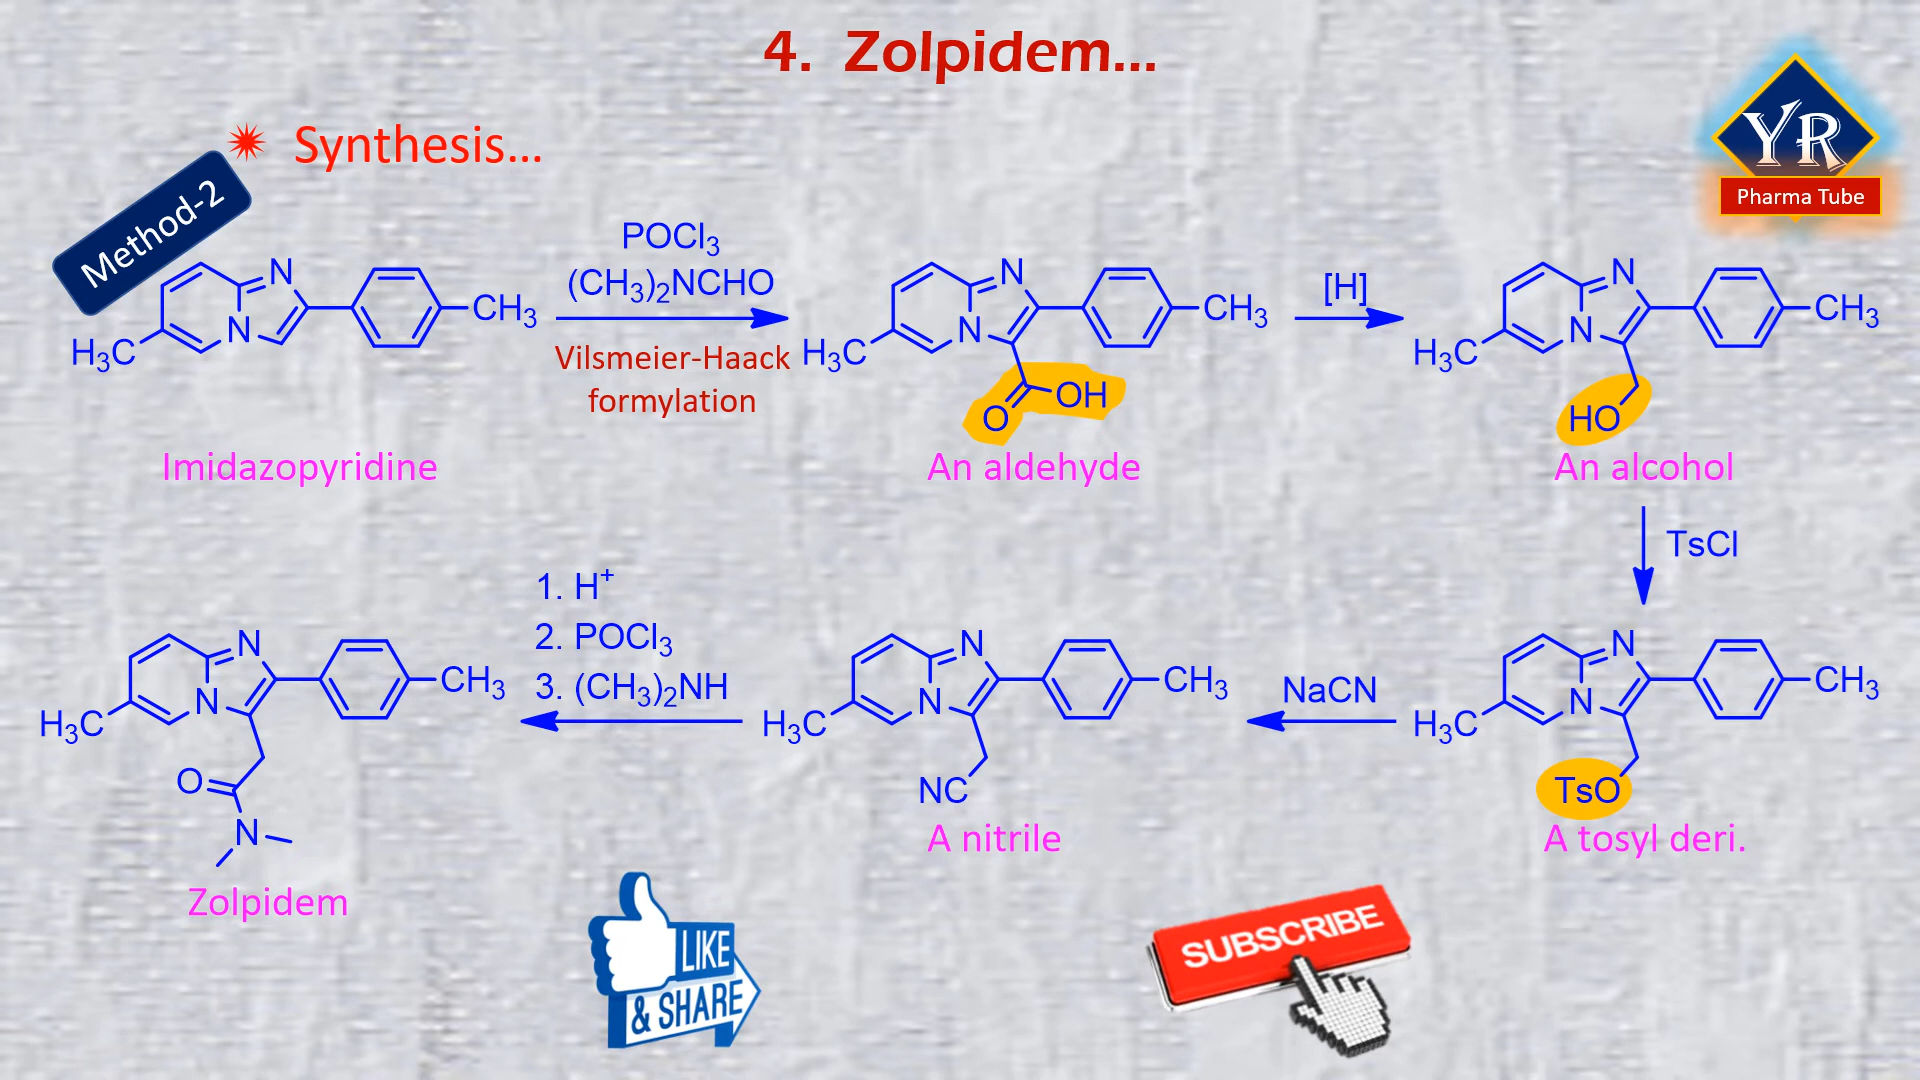 4. Zolpidem...
Synthesis...
Method-2
YR
Pharma Tube
POCl3
(CH3)2NCHO
Vilsmeier-Haack
formylation
N
N
CH3
H3C
Imidazopyridine
N
N
CH3
H3C
O
OH
An aldehyde
[H]
N
N
CH3
H3C
HO
An alcohol
TsCl
N
N
CH3
H3C
TsO
A tosyl deri.
NaCN
N
N
CH3
H3C
NC
A nitrile
1. H+
2. POCl3
3. (CH3)2NH
N
N
CH3
H3C
O
N
Zolpidem
LIKE
& SHARE
SUBSCRIBE